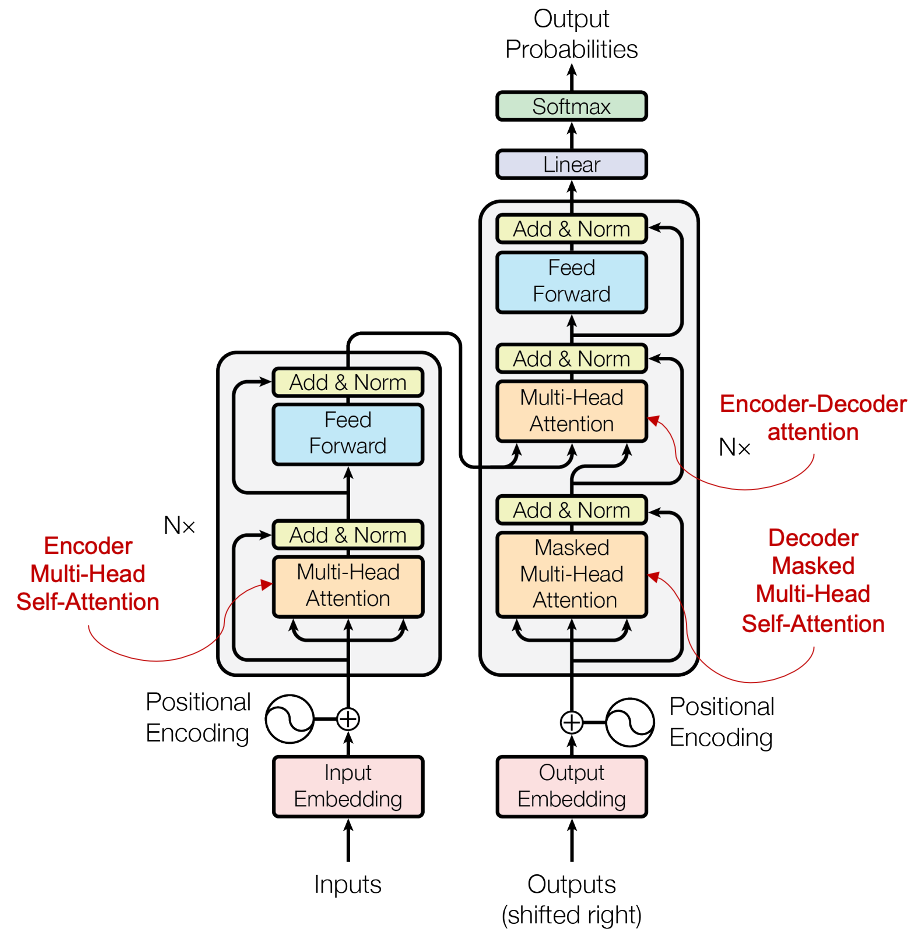 Output
Probabilities
Softmax
Linear
Add & Norm
Feed
Forward
Add & Norm
Multi-Head
Attention
Encoder-Decoder
attention
N×
Add & Norm
Masked
Multi-Head
Attention
Decoder
Masked
Multi-Head
Self-Attention
Add & Norm
Feed
Forward
N×
Add & Norm
Multi-Head
Attention
Encoder
Multi-Head
Self-Attention
Positional
Encoding
Positional
Encoding
Input
Embedding
Output
Embedding
Inputs
Outputs
(shifted right)